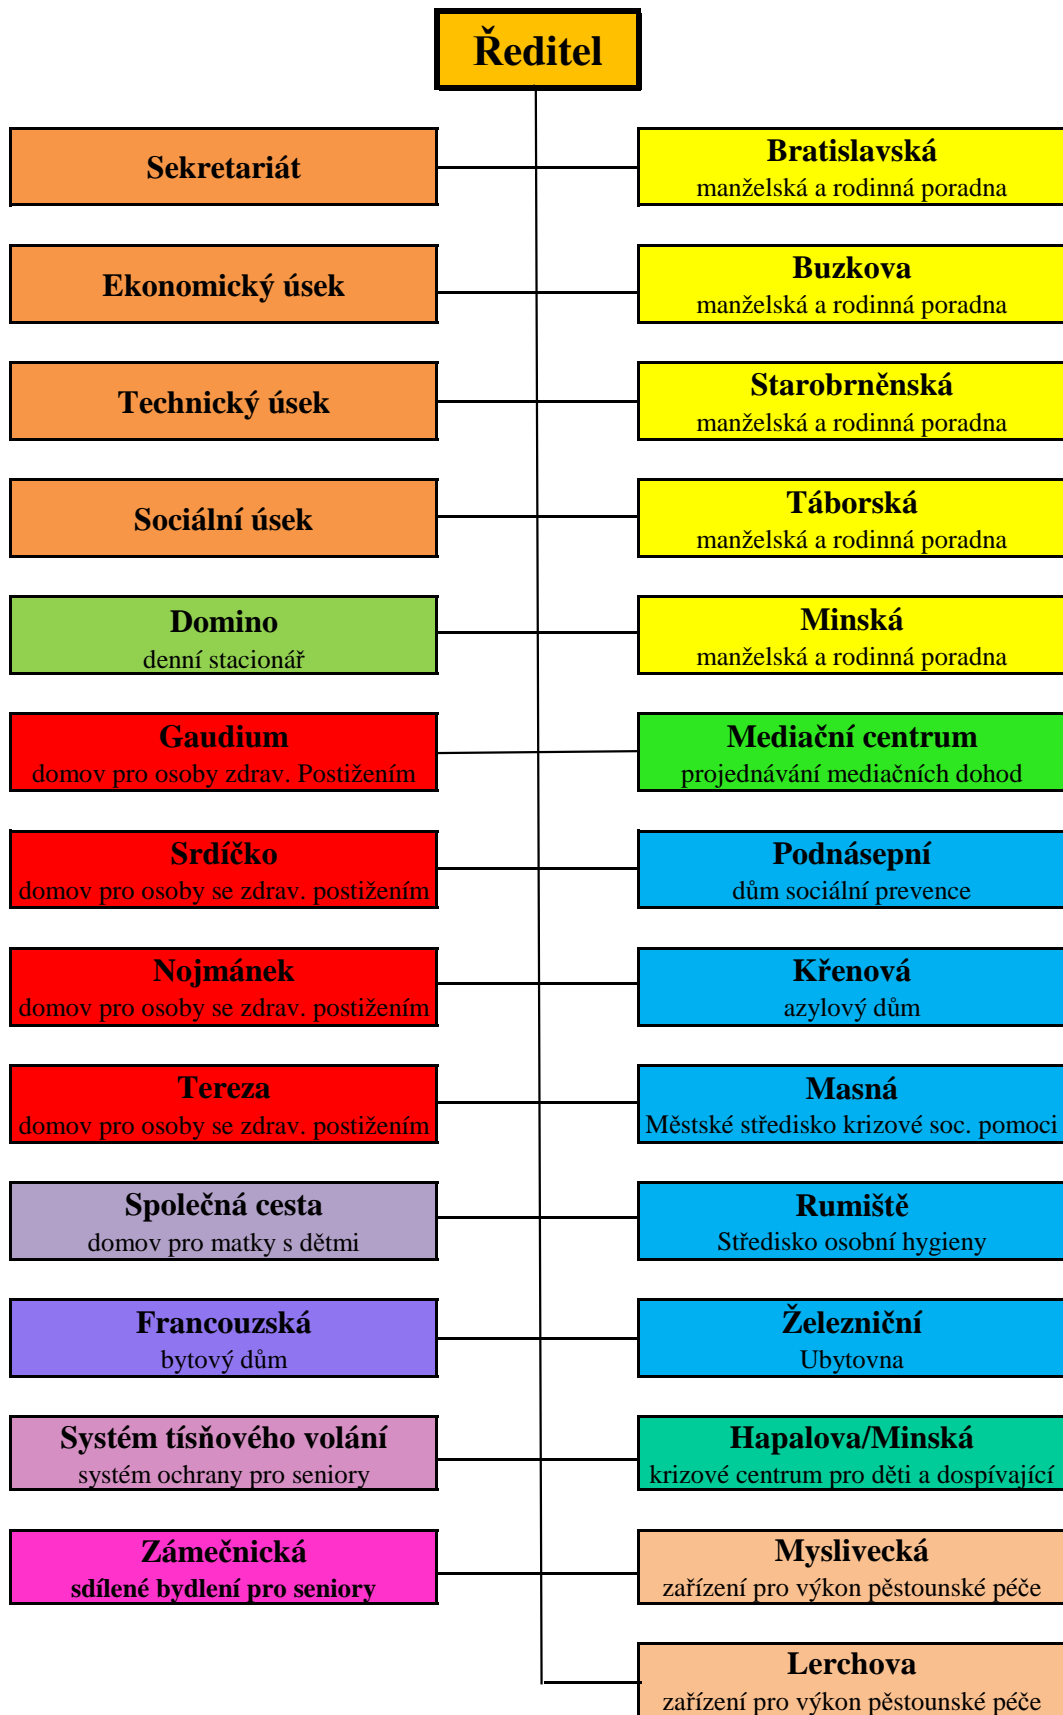 Ředitel
Sekretariát
Bratislavská
manželská a rodinná poradna
Ekonomický úsek
Buzkova
manželská a rodinná poradna
Technický úsek
Starobrněnská
manželská a rodinná poradna
Sociální úsek
Táborská
manželská a rodinná poradna
Domino
denní stacionář
Minská
manželská a rodinná poradna
Gaudium
domov pro osoby zdrav. Postižením
Mediační centrum
projednávání mediačních dohod
Srdíčko
domov pro osoby se zdrav. postižením
Podnásepní
dům sociální prevence
Nojmánek
domov pro osoby se zdrav. postižením
Křenová
azylový dům
Tereza
domov pro osoby se zdrav. postižením
Masná
Městské středisko krizové soc. pomoci
Společná cesta
domov pro matky s dětmi
Rumiště
Středisko osobní hygieny
Francouzská
bytový dům
Železniční
Ubytovna
Systém tísňového volání
systém ochrany pro seniory
Hapalova/Minská
krizové centrum pro děti a dospívající
Zámečnická
sdílené bydlení pro seniory
Myslivecká
zařízení pro výkon pěstounské péče
Lerchova
zařízení pro výkon pěstounské péče